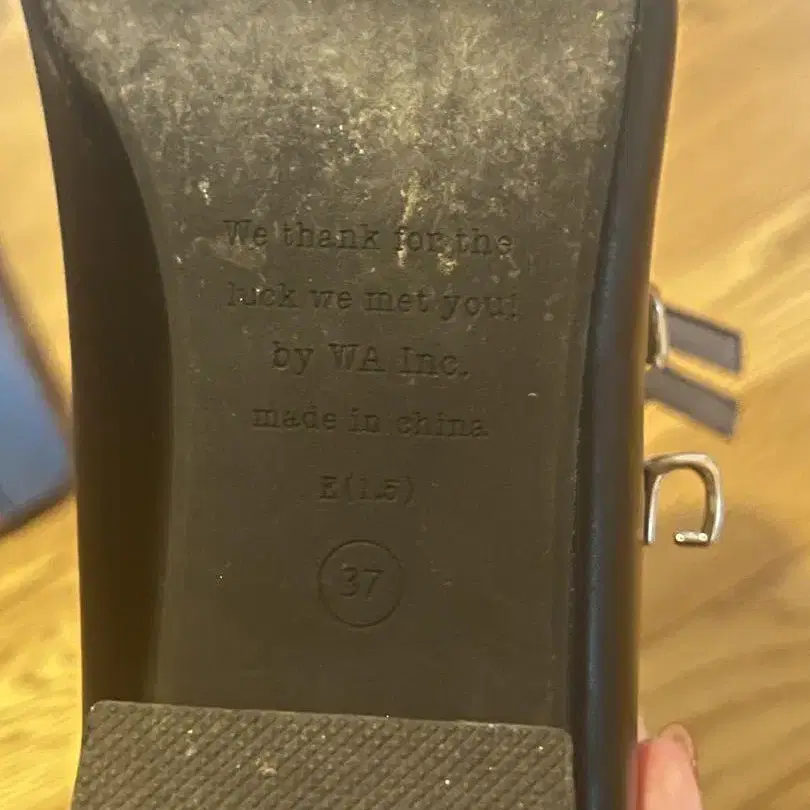 We thank for the
luck we met you!
by WA Inc.
made in china
E(1.5)
37